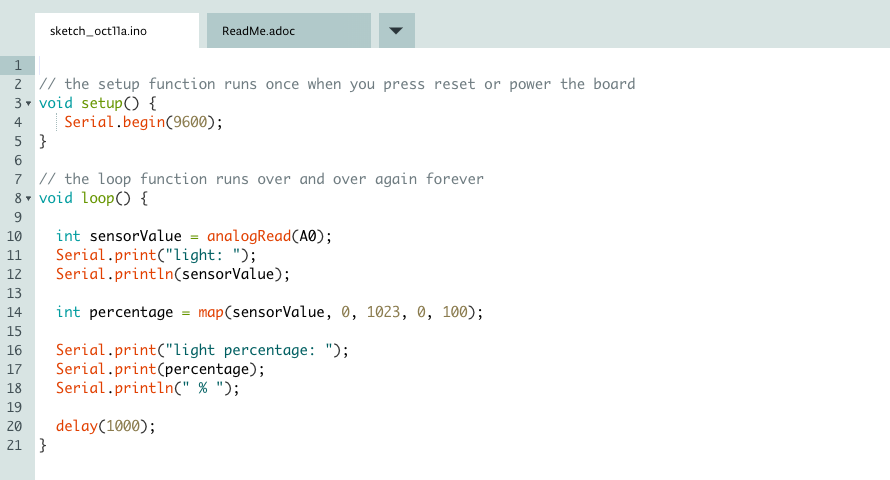 sketch_oct11a.ino
ReadMe.adoc
1
2 // the setup function runs once when you press reset or power the board
3 void setup() {
4 Serial.begin(9600);
5 }
6
7 // the loop function runs over and over again forever
8 void loop() {
9
10 int sensorValue = analogRead(A0);
11 Serial.print("light: ");
12 Serial.println(sensorValue);
13
14 int percentage = map(sensorValue, 0, 1023, 0, 100);
15
16 Serial.print("light percentage: ");
17 Serial.print(percentage);
18 Serial.println(" % ");
19
20 delay(1000);
21 }